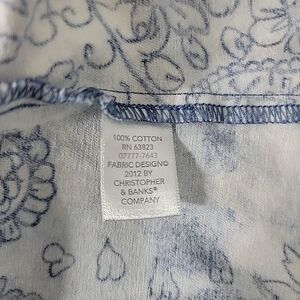 100% COTTON
RN 63823
07777-7643
FABRIC DESIGN©
2012 BY
CHRISTOPHER
& BANKS®
COMPANY